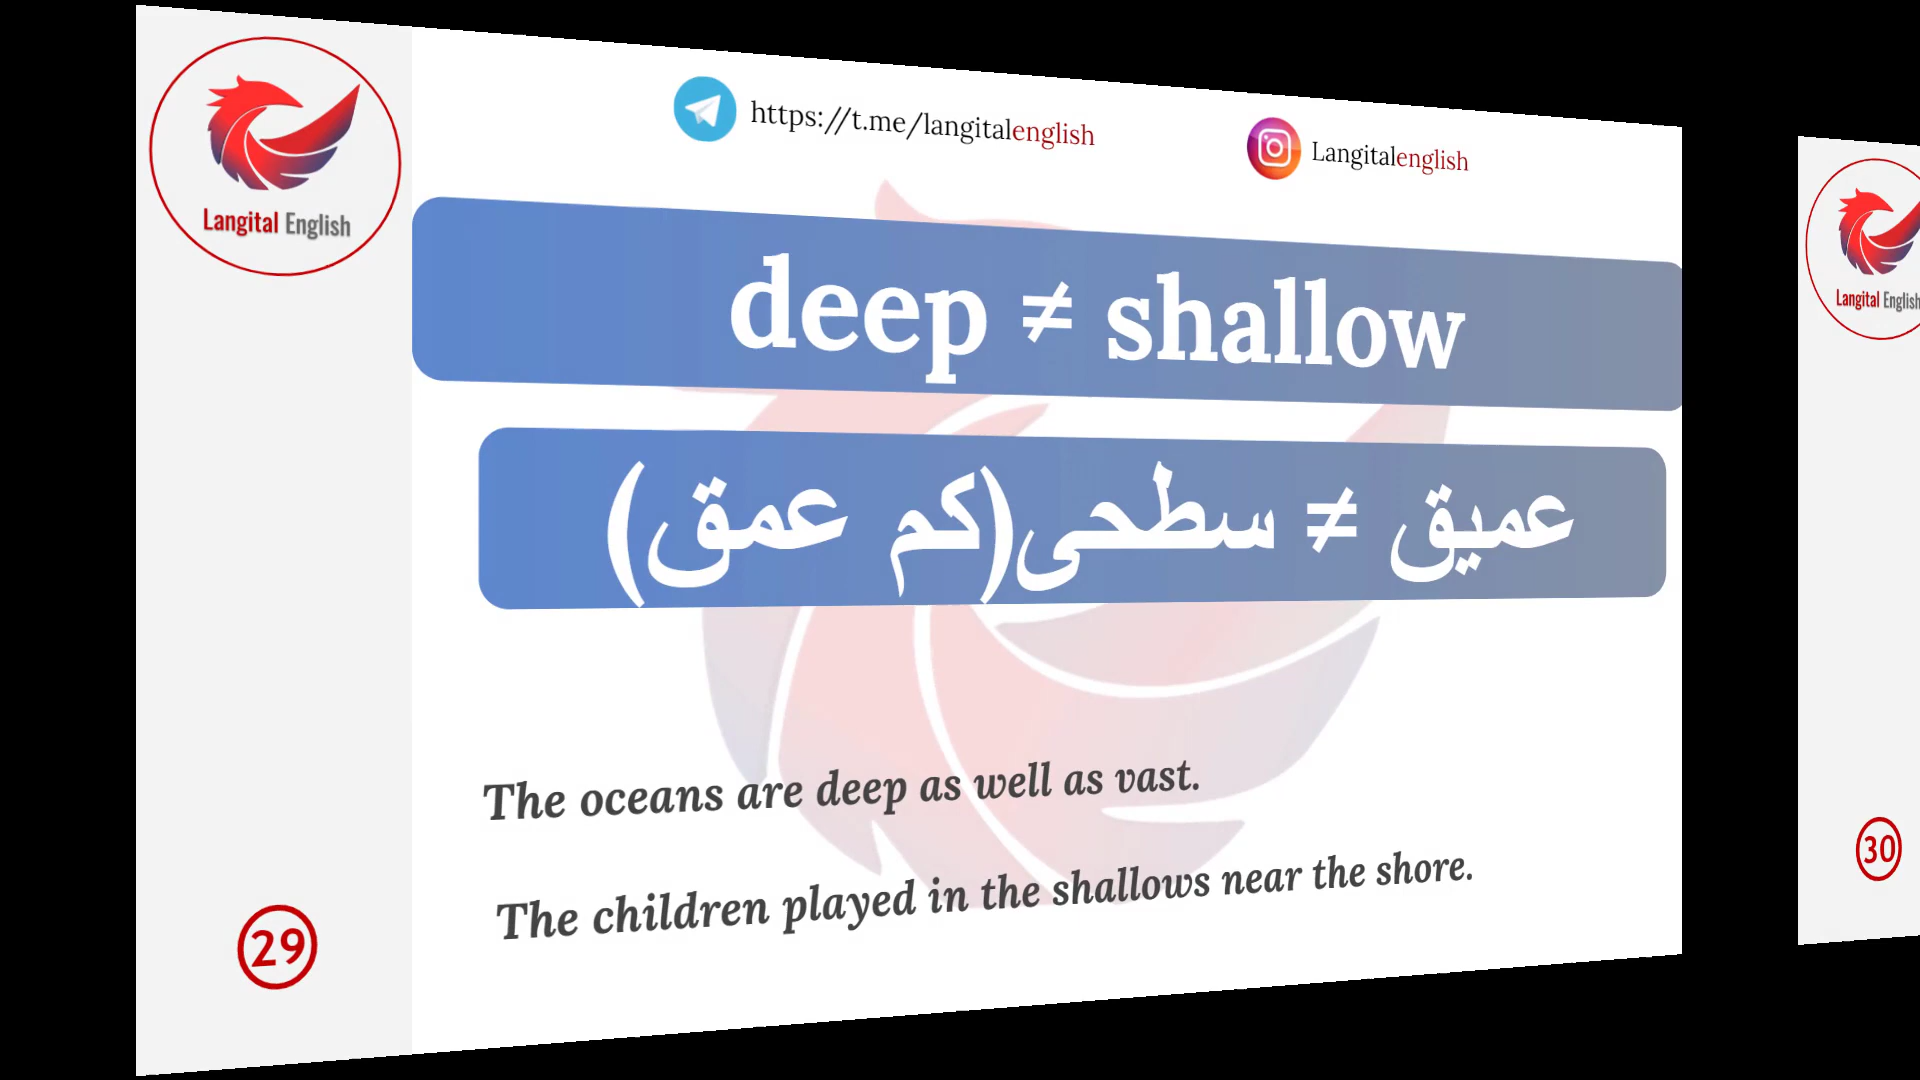 Langital English
https://t.me/langitalenglish
Langitalenglish
deep ≠ shallow
عمیق ≠ سطحی(کم عمق)
The oceans are deep as well as vast.
The children played in the shallows near the shore.
29
Langital English
30